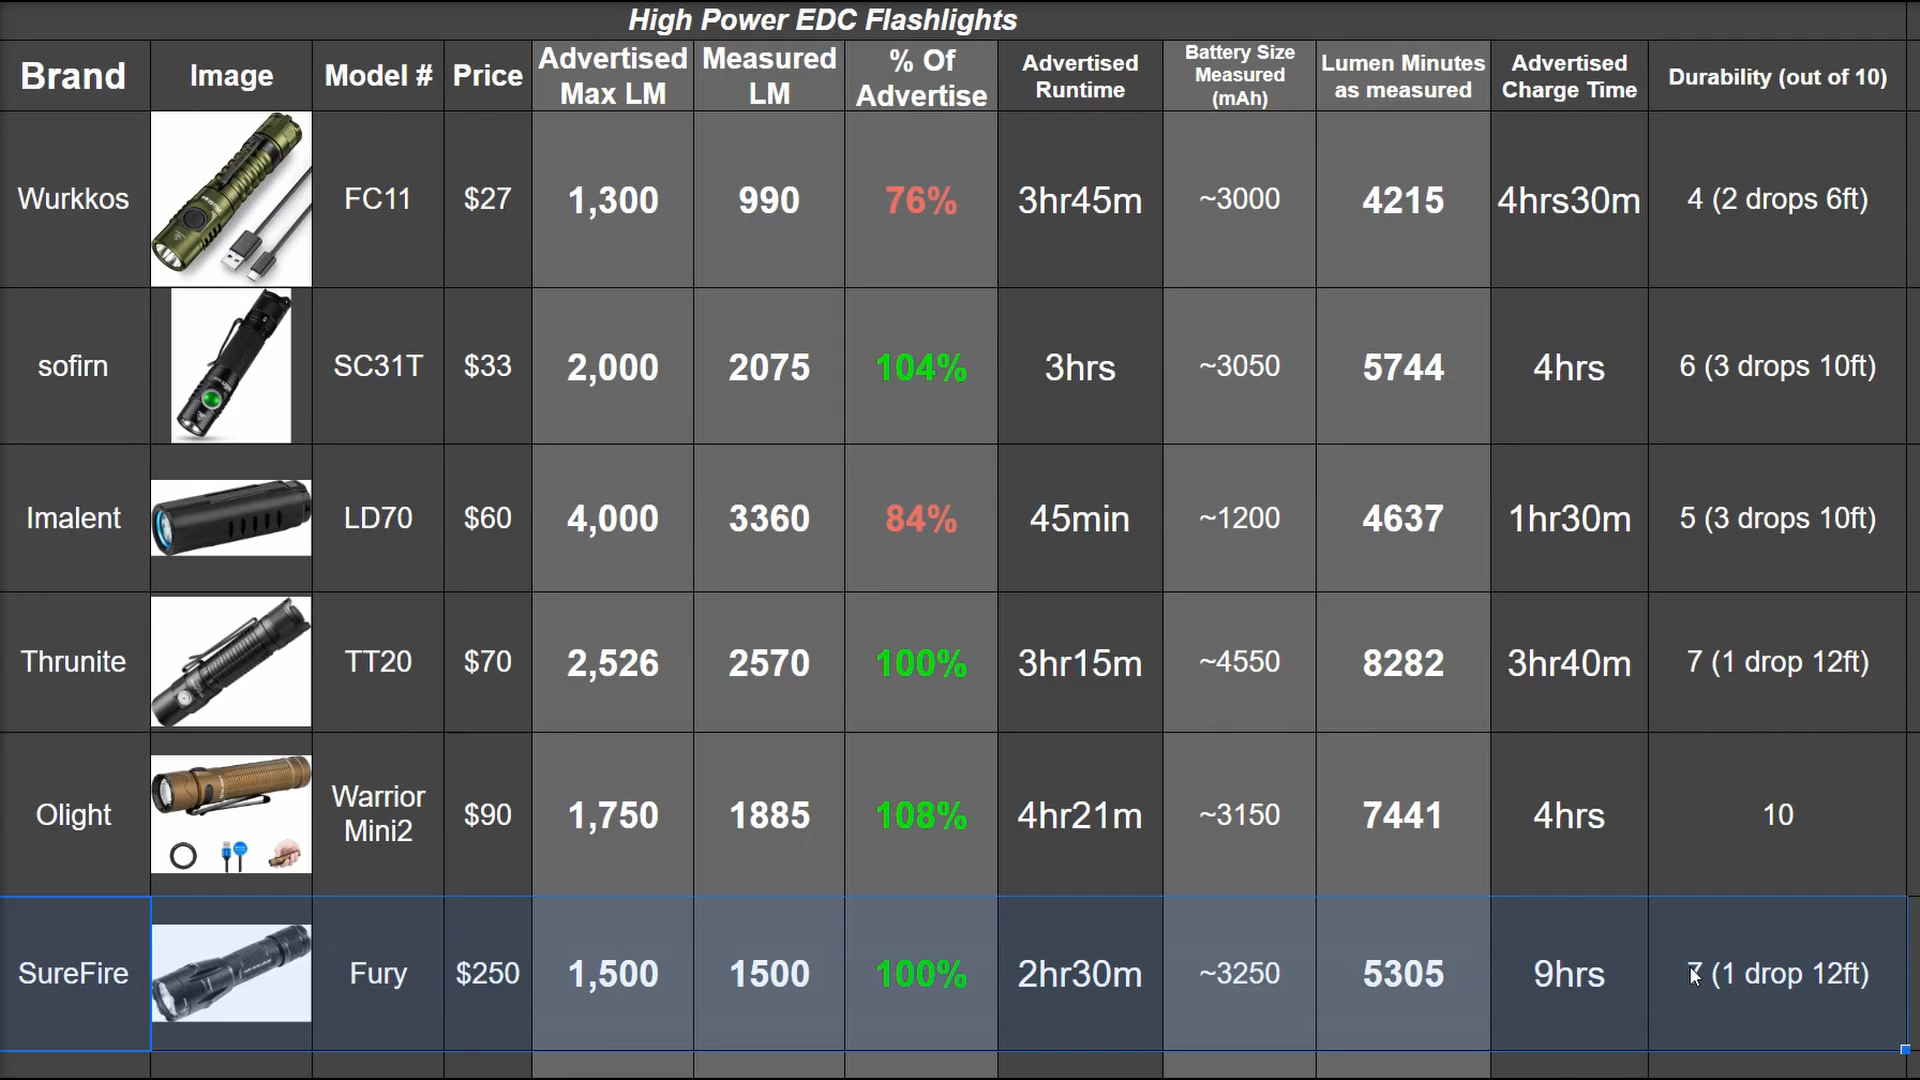 High Power EDC Flashlights
Brand Image Model # Price Advertised Max LM Measured LM % Of Advertise Advertised Runtime Battery Size Measured (mAh) Lumen Minutes as measured Advertised Charge Time Durability (out of 10)
Wurkkos FC11 $27 1,300 990 76% 3hr45m ~3000 4215 4hrs30m 4 (2 drops 6ft)
sofirn SC31T $33 2,000 2075 104% 3hrs ~3050 5744 4hrs 6 (3 drops 10ft)
Imalent LD70 $60 4,000 3360 84% 45min ~1200 4637 1hr30m 5 (3 drops 10ft)
Thrunite TT20 $70 2,526 2570 100% 3hr15m ~4550 8282 3hr40m 7 (1 drop 12ft)
Olight Warrior Mini2 $90 1,750 1885 108% 4hr21m ~3150 7441 4hrs 10
SureFire Fury $250 1,500 1500 100% 2hr30m ~3250 5305 9hrs 7 (1 drop 12ft)